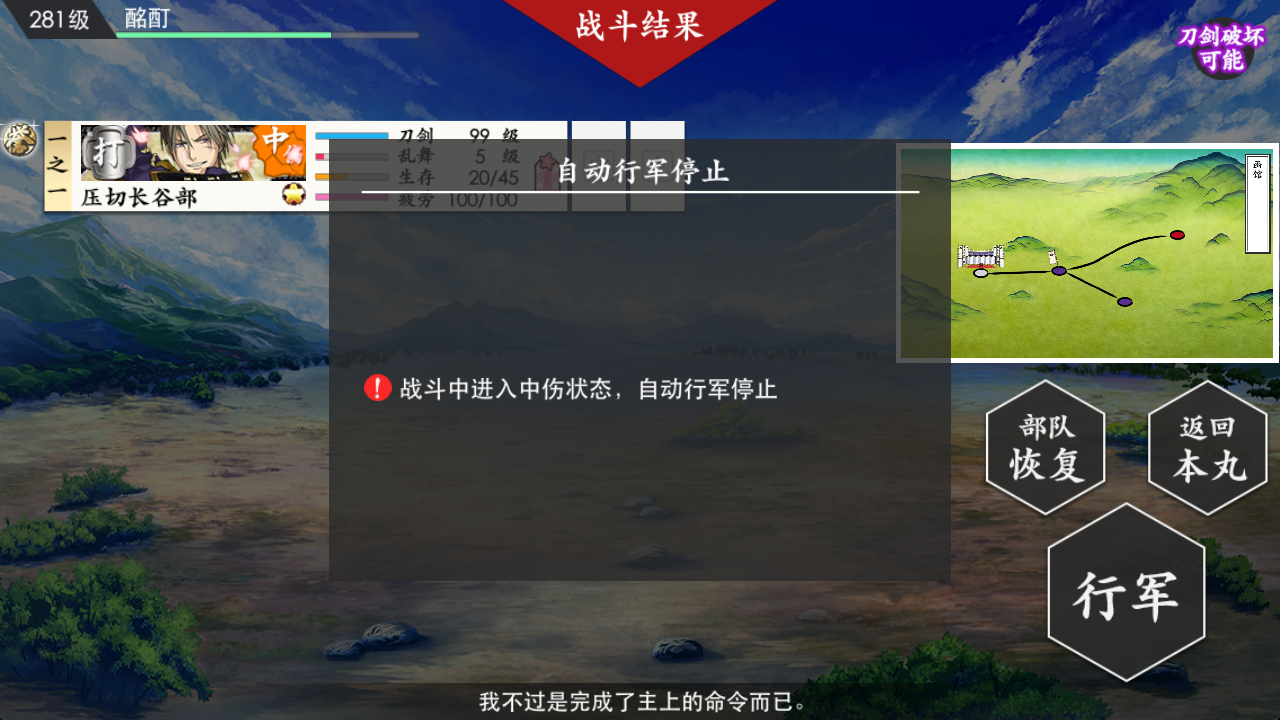 281级
酩酊
战斗结果
刀剑破坏
可能
一之一
打
中伤
压切长谷部
刀剑 99 级
乱舞 5 级
生存 20/45
疲劳 100/100
自动行军停止
战斗中进入中伤状态，自动行军停止
函馆
部队
恢复
返回
本丸
行军
我不过是完成了主上的命令而已。